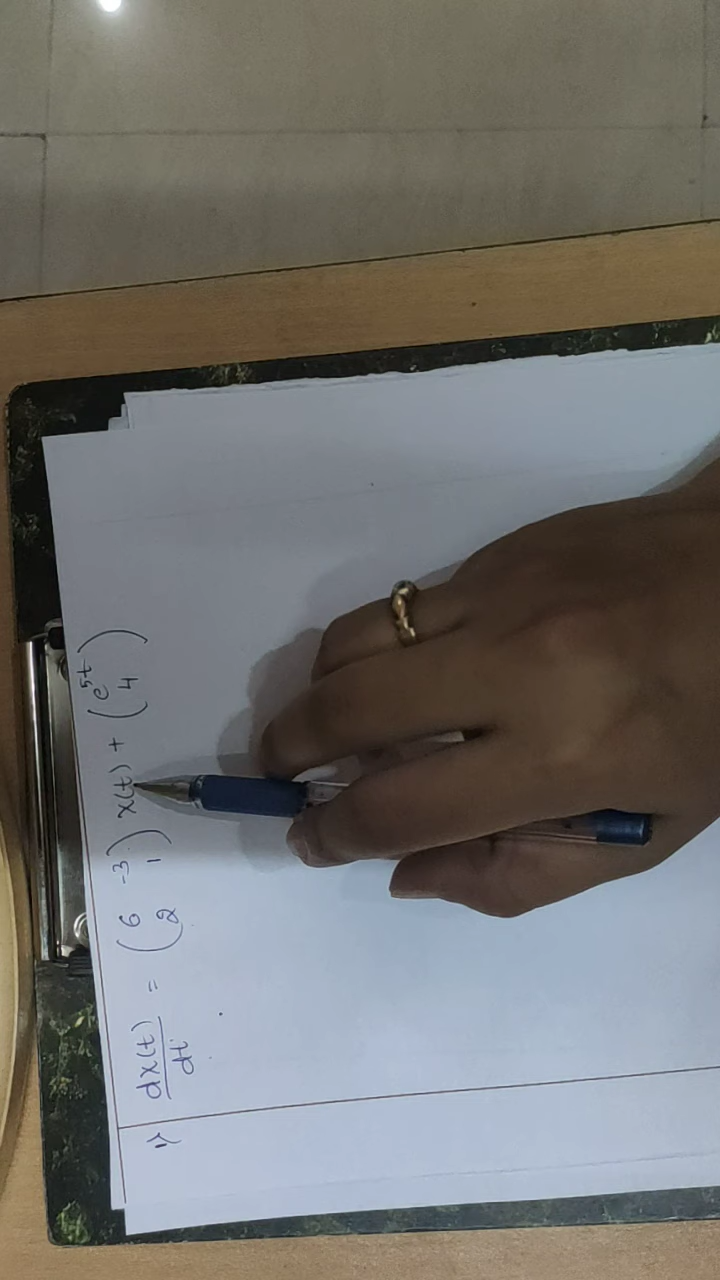 1) dx(t)/dt = (6 -3 ; 2 1) x(t) + (e^5t ; 4)